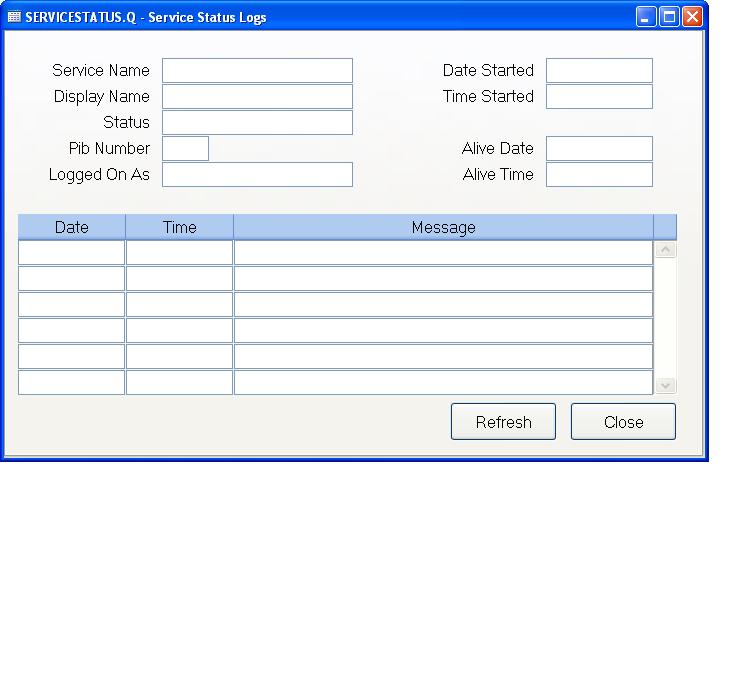 SERVICESTATUS.Q - Service Status Logs
Service Name Date Started
Display Name Time Started
Status
Pib Number Alive Date
Logged On As Alive Time
Date Time Message
Refresh Close